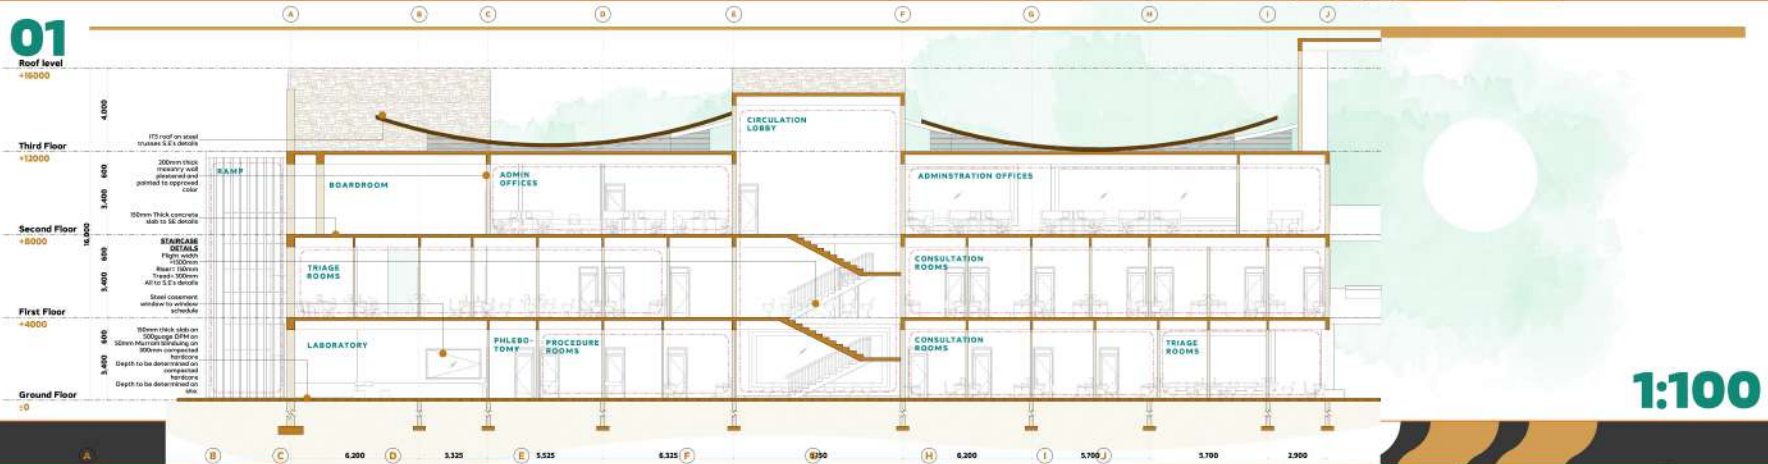 A B C D E F G H I J
01
Roof level
+16000
4,000
IT5 roof on steel
trusses S.E's details
CIRCULATION
LOBBY
Third Floor
+12000
200mm thick
masonry wall
plastered and
painted to approved
color
600
3,400
RAMP
BOARDROOM
ADMIN
OFFICES
ADMINSTRATION OFFICES
150mm Thick concrete
slab to SE details
Second Floor
+8000
16,000
STAIRCASE
DETAILS
Flight width
=1500mm
Riser= 150mm
Tread= 300mm
All to S.E's details
600
3,400
TRIAGE
ROOMS
CONSULTATION
ROOMS
Steel casement
window to window
schedule
First Floor
+4000
150mm thick slab on
500guage DPM on
50mm Murram blinding on
300mm compacted
hardcore
Depth to be determined on
compacted
hardcore
Depth to be determined on
site
600
3,400
LABORATORY
PHLEBO-
TOMY
PROCEDURE
ROOMS
CONSULTATION
ROOMS
TRIAGE
ROOMS
Ground Floor
±0
1:100
A B C 6,200 D 3,325 E 5,525 6,325 F H 6,200 I 5,700 J 5,700 2,900